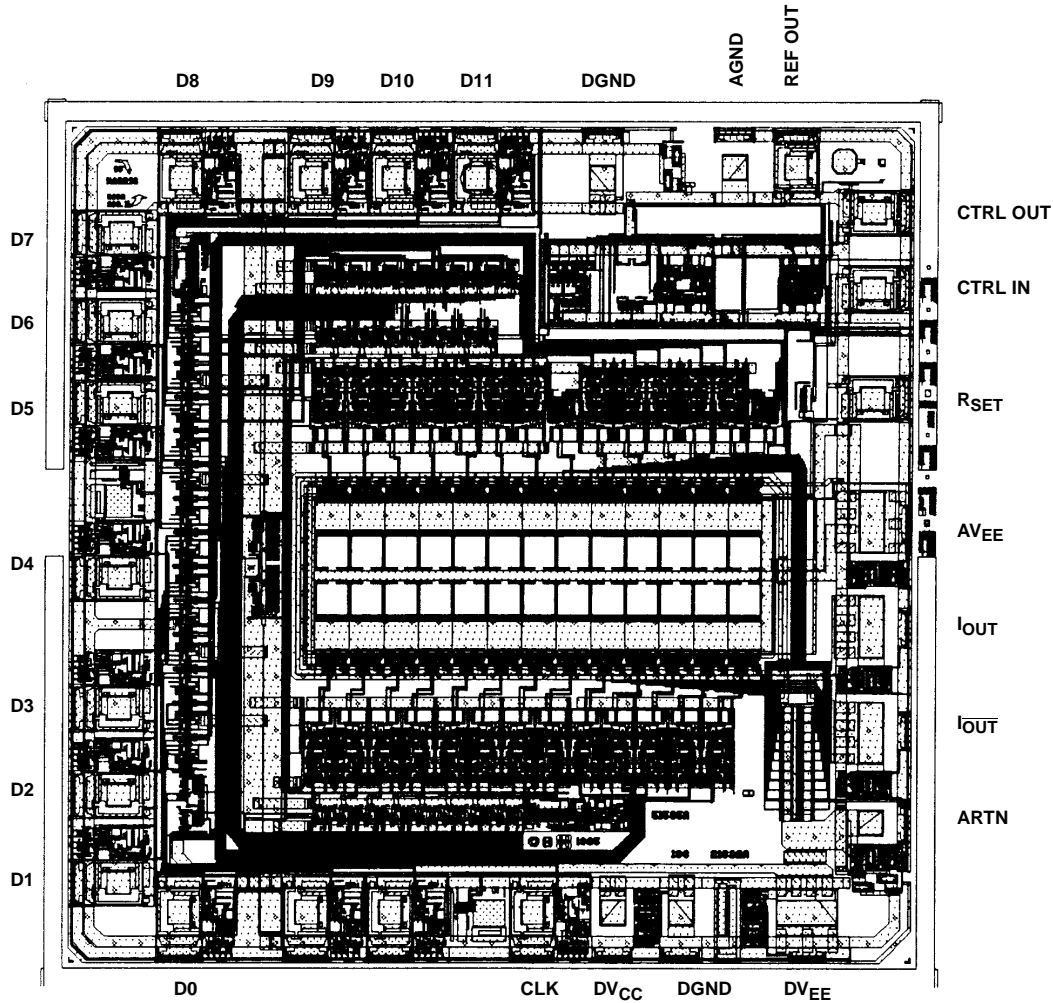 AGND
REF OUT
D8
D9
D10
D11
DGND
CTRL OUT
D7
CTRL IN
D6
D5
RSET
AVEE
D4
IOUT
D3
I̅O̅U̅T̅
D2
ARTN
D1
D0
CLK
DVCC
DGND
DVEE